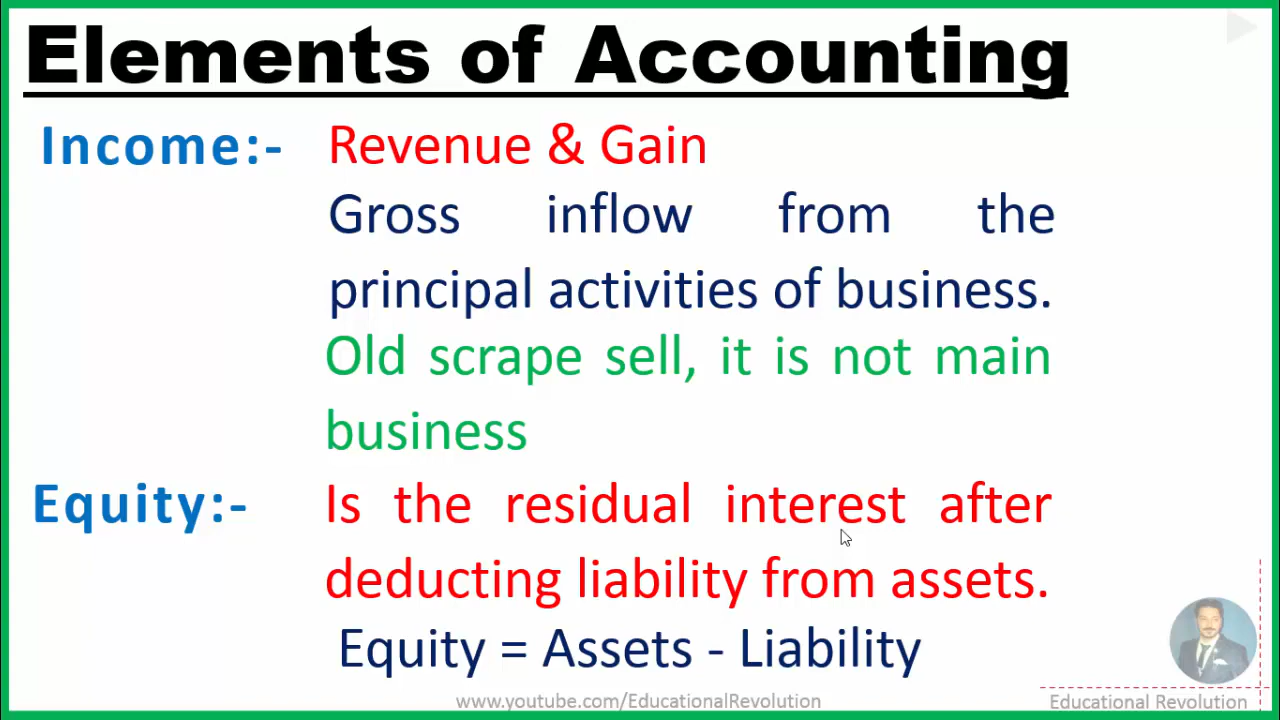 Elements of Accounting
Income:- Revenue & Gain
Gross inflow from the
principal activities of business.
Old scrape sell, it is not main
business
Equity:- Is the residual interest after
deducting liability from assets.
Equity = Assets - Liability
www.youtube.com/EducationalRevolution
Educational Revolution